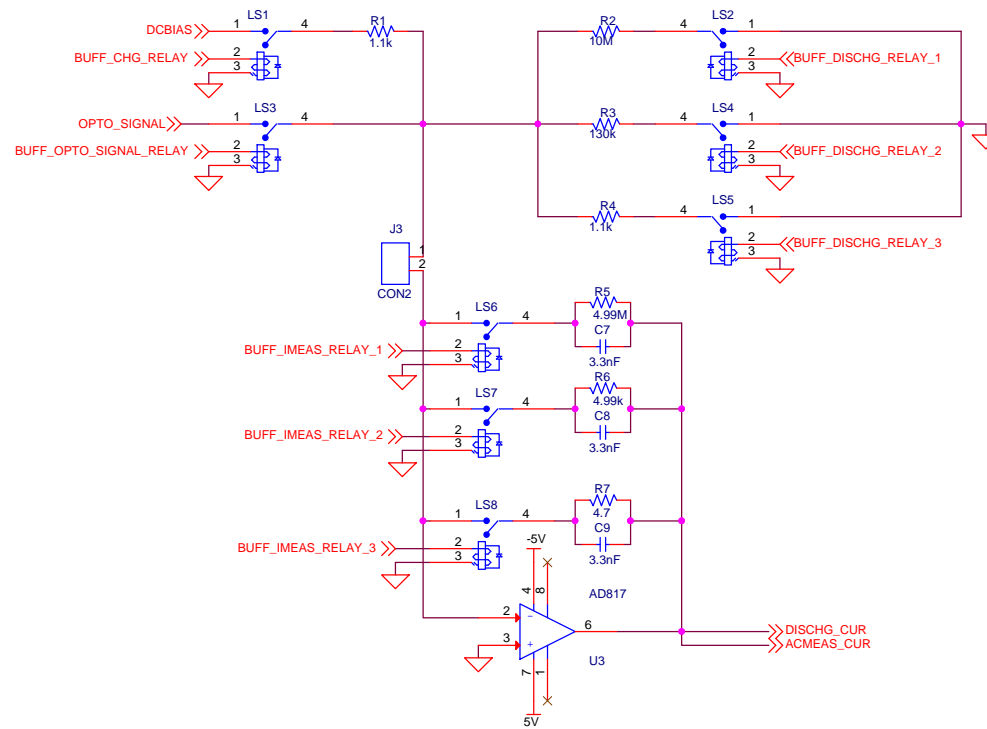 LS1
DCBIAS 1 4 R1
1.1k
BUFF_CHG_RELAY 2
3
R2 LS2
10M 4 1
2 BUFF_DISCHG_RELAY_1
3
LS3
OPTO_SIGNAL 1 4
BUFF_OPTO_SIGNAL_RELAY 2
3
R3 LS4
130k 4 1
2 BUFF_DISCHG_RELAY_2
3
R4 LS5
1.1k 4 1
2 BUFF_DISCHG_RELAY_3
3
J3
1
2
CON2
LS6 R5
1 4 4.99M
BUFF_IMEAS_RELAY_1 2 C7
3 3.3nF
LS7 R6
1 4 4.99k
BUFF_IMEAS_RELAY_2 2 C8
3 3.3nF
LS8 R7
1 4 4.7
BUFF_IMEAS_RELAY_3 2 C9
3 3.3nF
-5V
4 8 AD817
2 -
3 + 6
DISCHG_CUR
ACMEAS_CUR
7 1 U3
5V